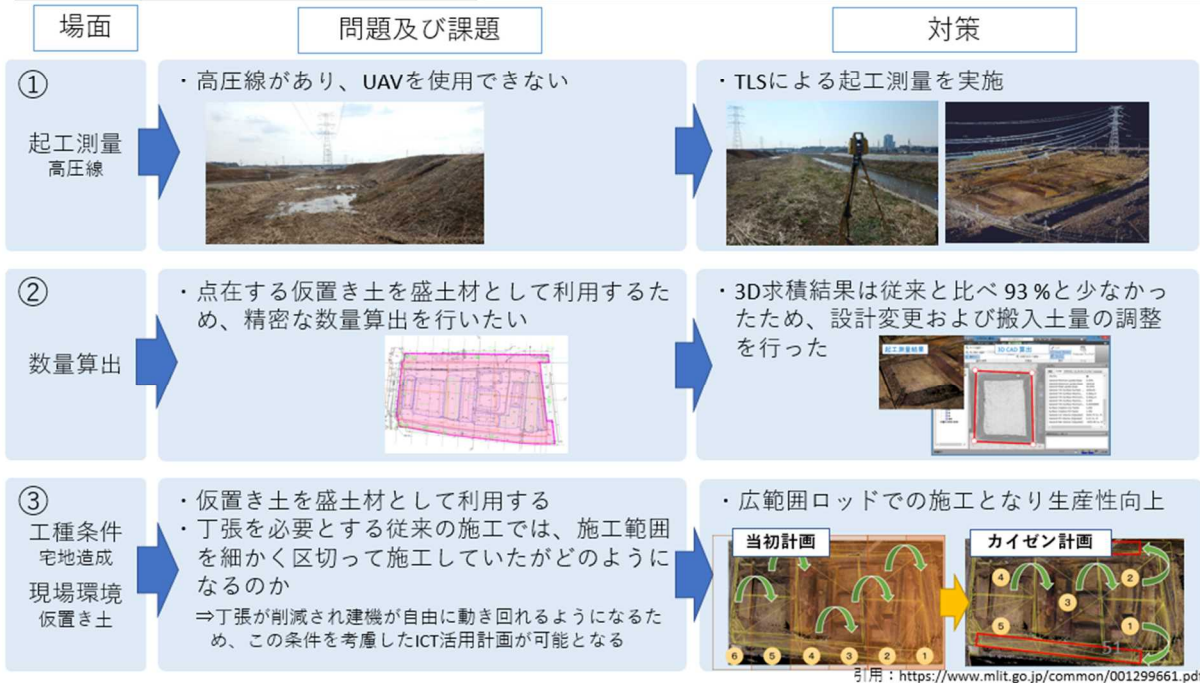 場面
問題及び課題
対策
①
起工測量
高圧線
・高圧線があり、UAVを使用できない
・TLSによる起工測量を実施
②
数量算出
・点在する仮置き土を盛土材として利用するた
め、精密な数量算出を行いたい
・3D求積結果は従来と比べ 93 %と少なかっ
たため、設計変更および搬入土量の調整
を行った
起工測量結果
3D CAD 算出
③
工種条件
宅地造成
現場環境
仮置き土
・仮置き土を盛土材として利用する
・丁張を必要とする従来の施工では、施工範囲
を細かく区切って施工していたがどのように
なるのか
⇒丁張が削減され建機が自由に動き回れるようになるた
め、この条件を考慮したICT活用計画が可能となる
・広範囲ロッドでの施工となり生産性向上
当初計画
6 5 4 3 2 1
カイゼン計画
4 2
3
5 1
51
引用：https://www.mlit.go.jp/common/001299661.pd